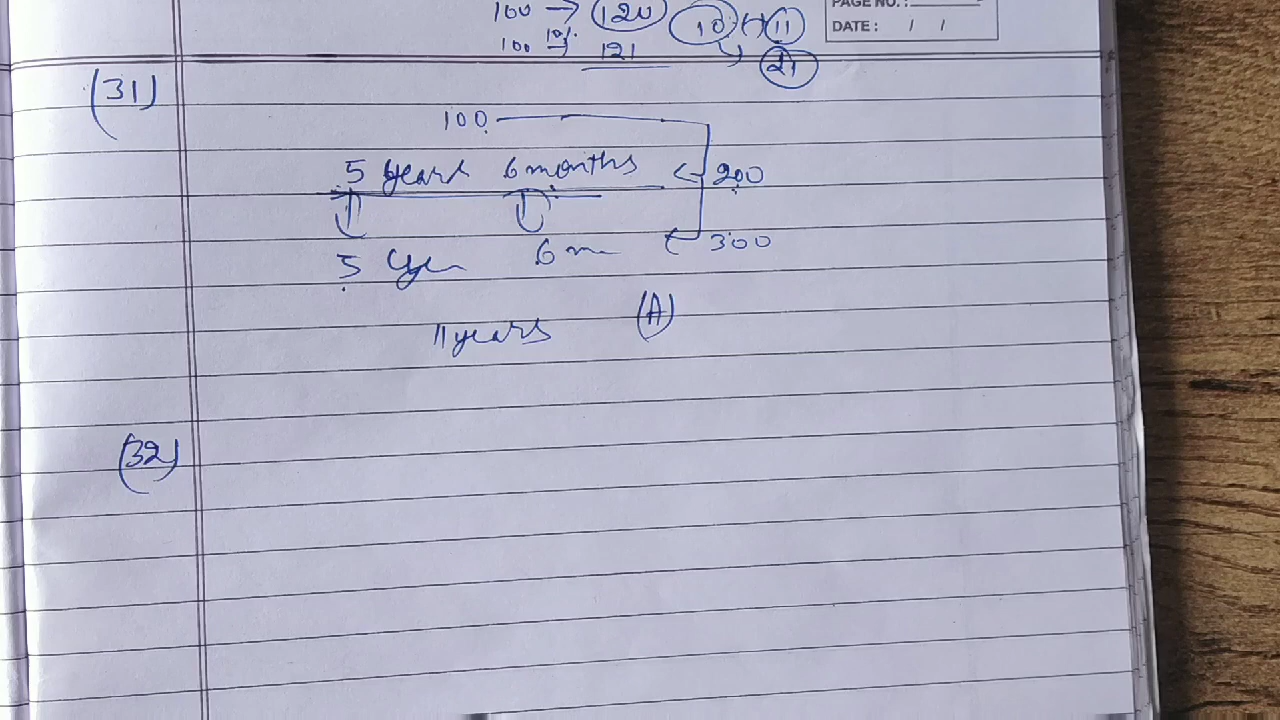 PAGE NO.:
100 → 120 10 (-) 11
DATE : / /
100 10% → 121
21
(31)
100
5 years 6 months ← 200
5 Yea 6 m ← 300
11 years (A)
(32)